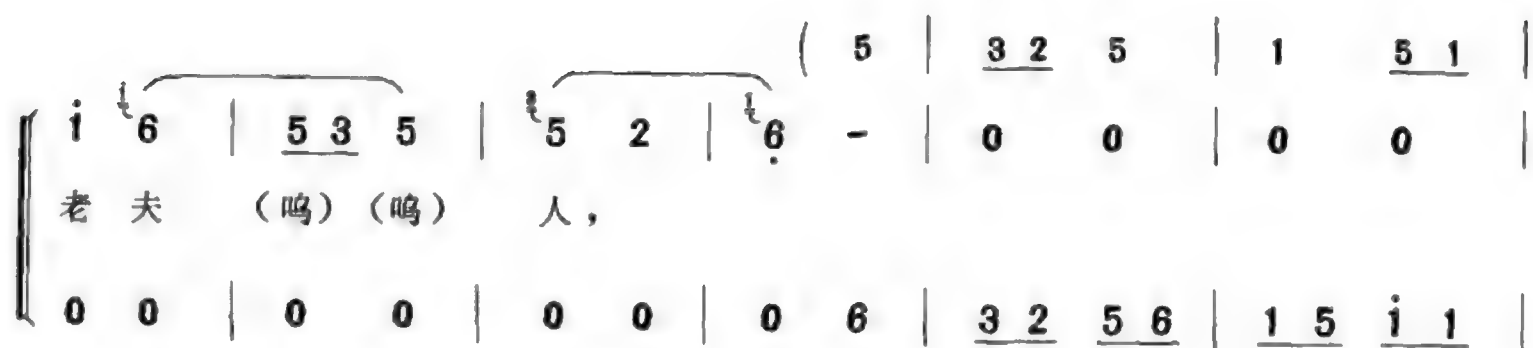 ( 5 | 3 2 5 | 1 5 1 |
i 6 | 5 3 5 | 5 2 | 6 - | 0 0 | 0 0 |
老 夫 (呜) (呜) 人，
0 0 | 0 0 | 0 0 | 0 6 | 3 2 5 6 | 1 5 i 1 |